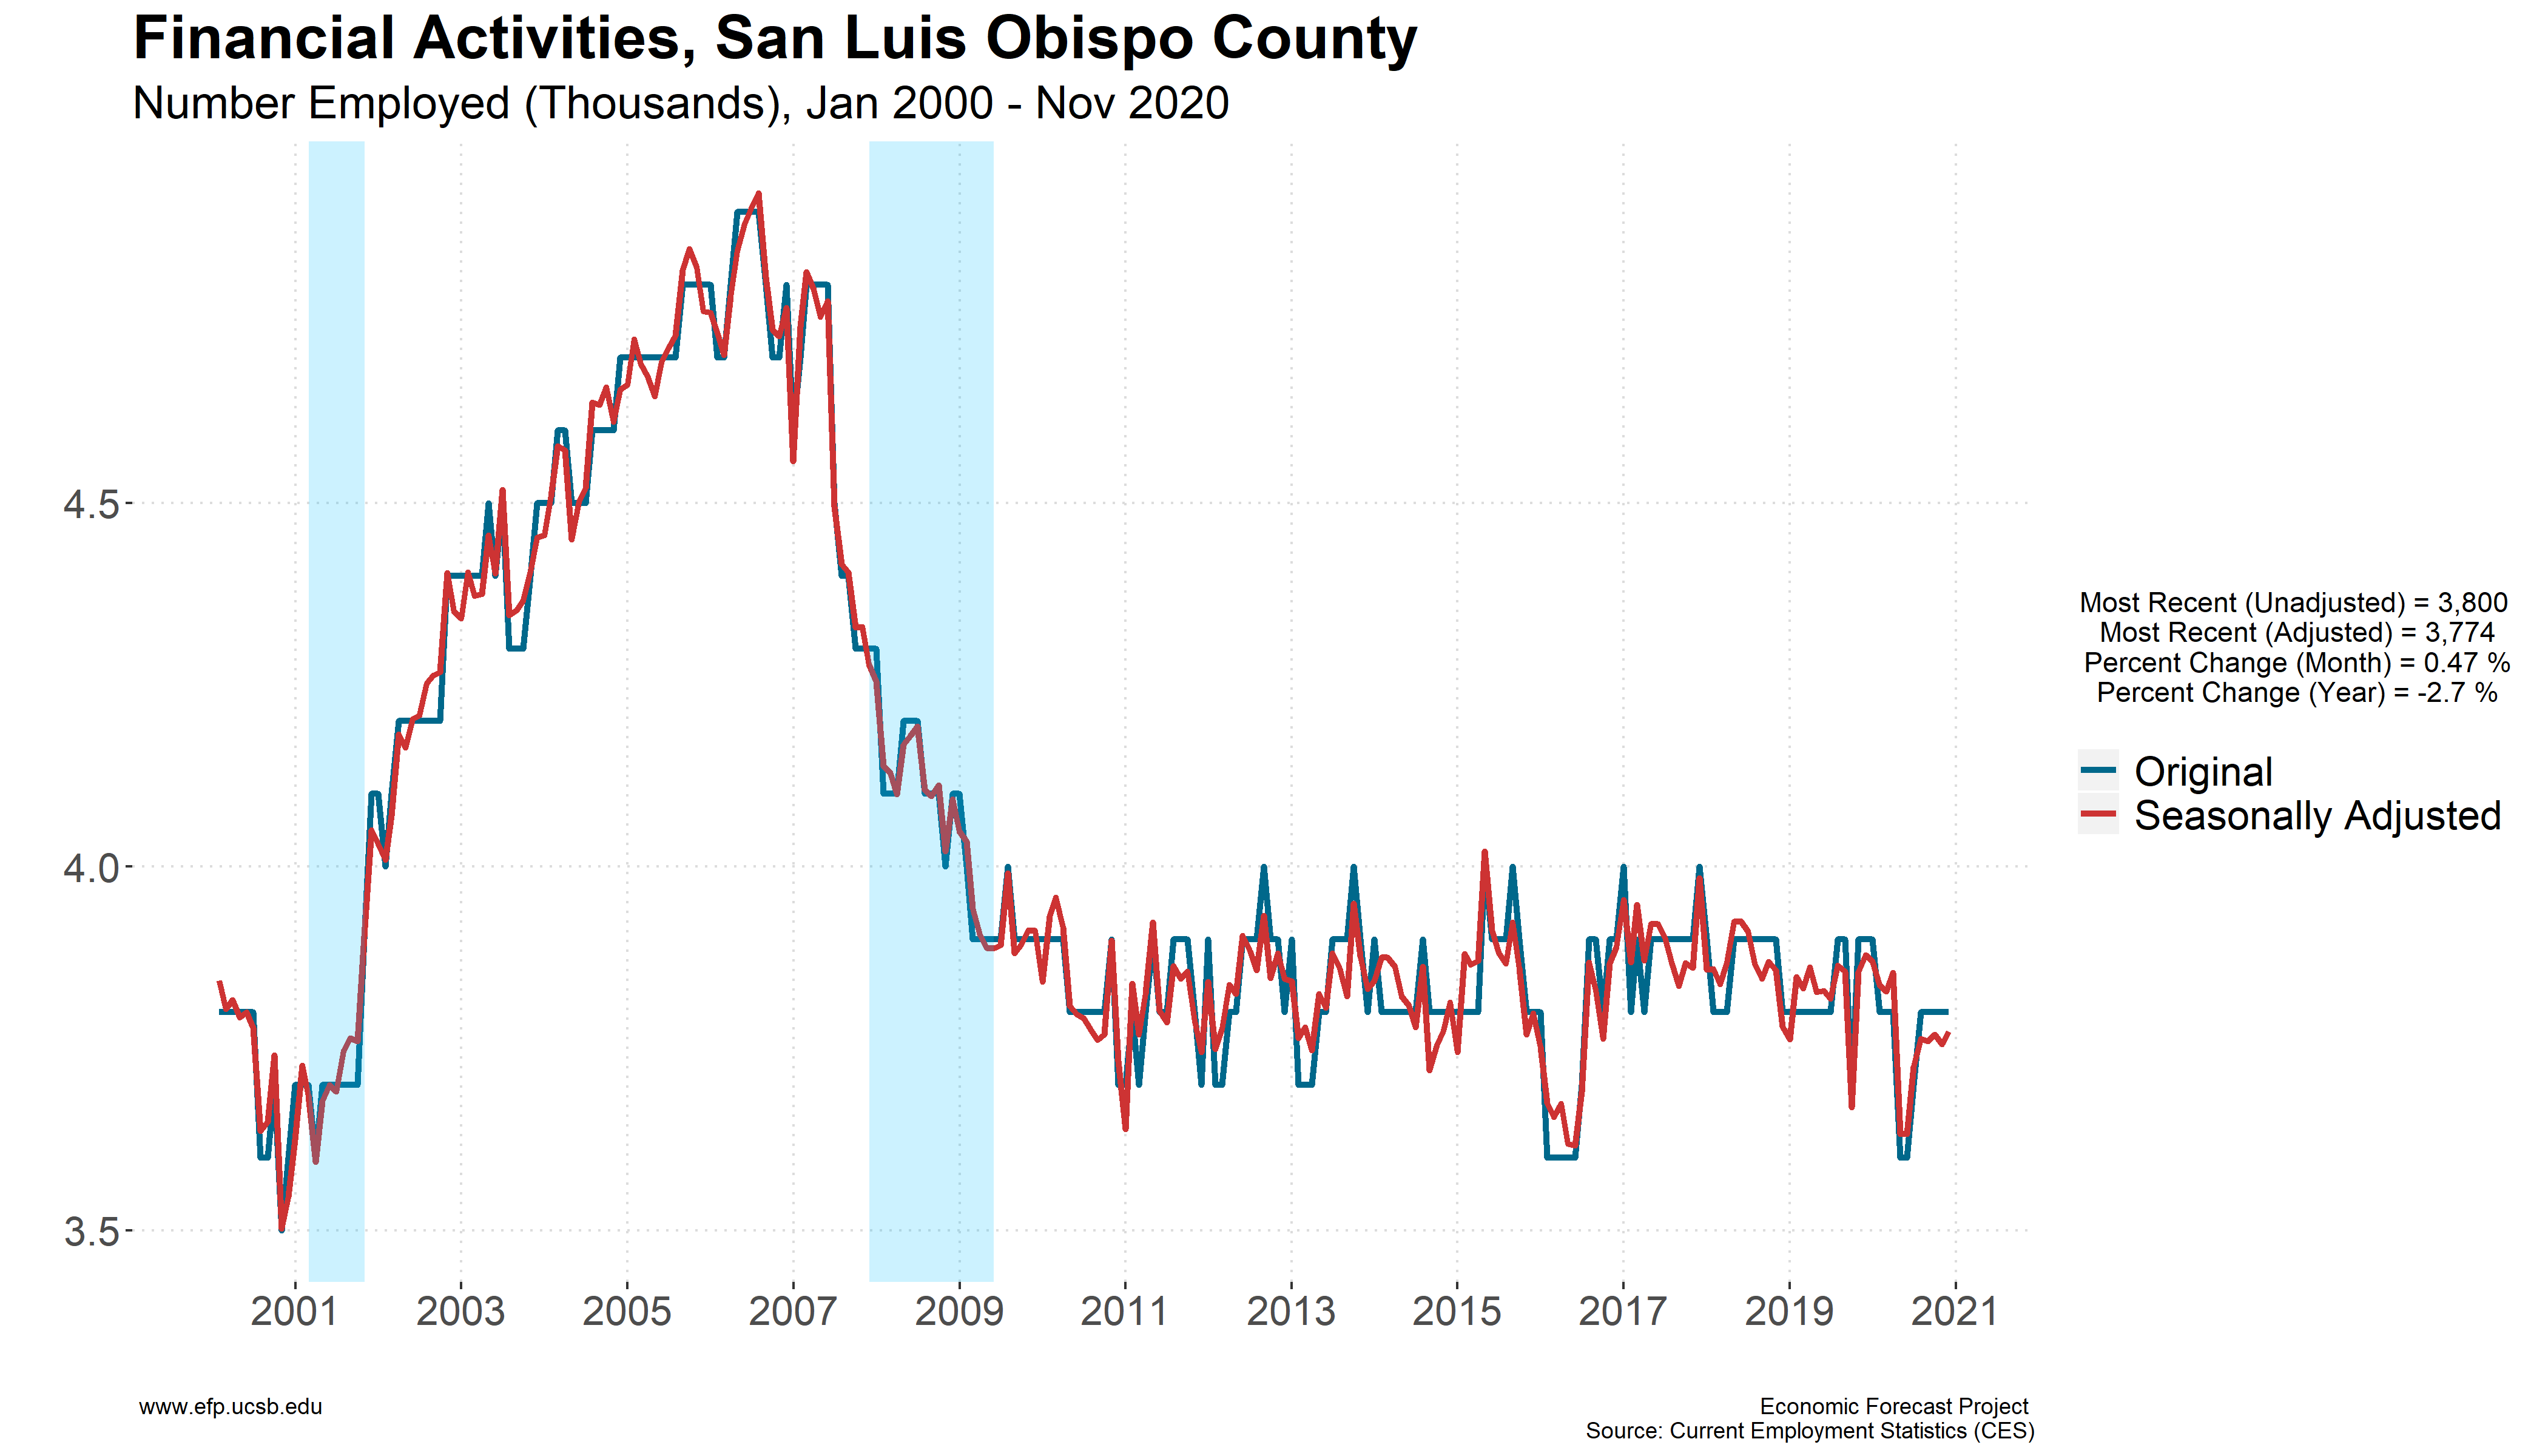 Financial Activities, San Luis Obispo County
Number Employed (Thousands), Jan 2000 - Nov 2020
4.5
4.0
3.5
2001 2003 2005 2007 2009 2011 2013 2015 2017 2019 2021
Most Recent (Unadjusted) = 3,800
Most Recent (Adjusted) = 3,774
Percent Change (Month) = 0.47 %
Percent Change (Year) = -2.7 %
Original
Seasonally Adjusted
www.efp.ucsb.edu
Economic Forecast Project
Source: Current Employment Statistics (CES)